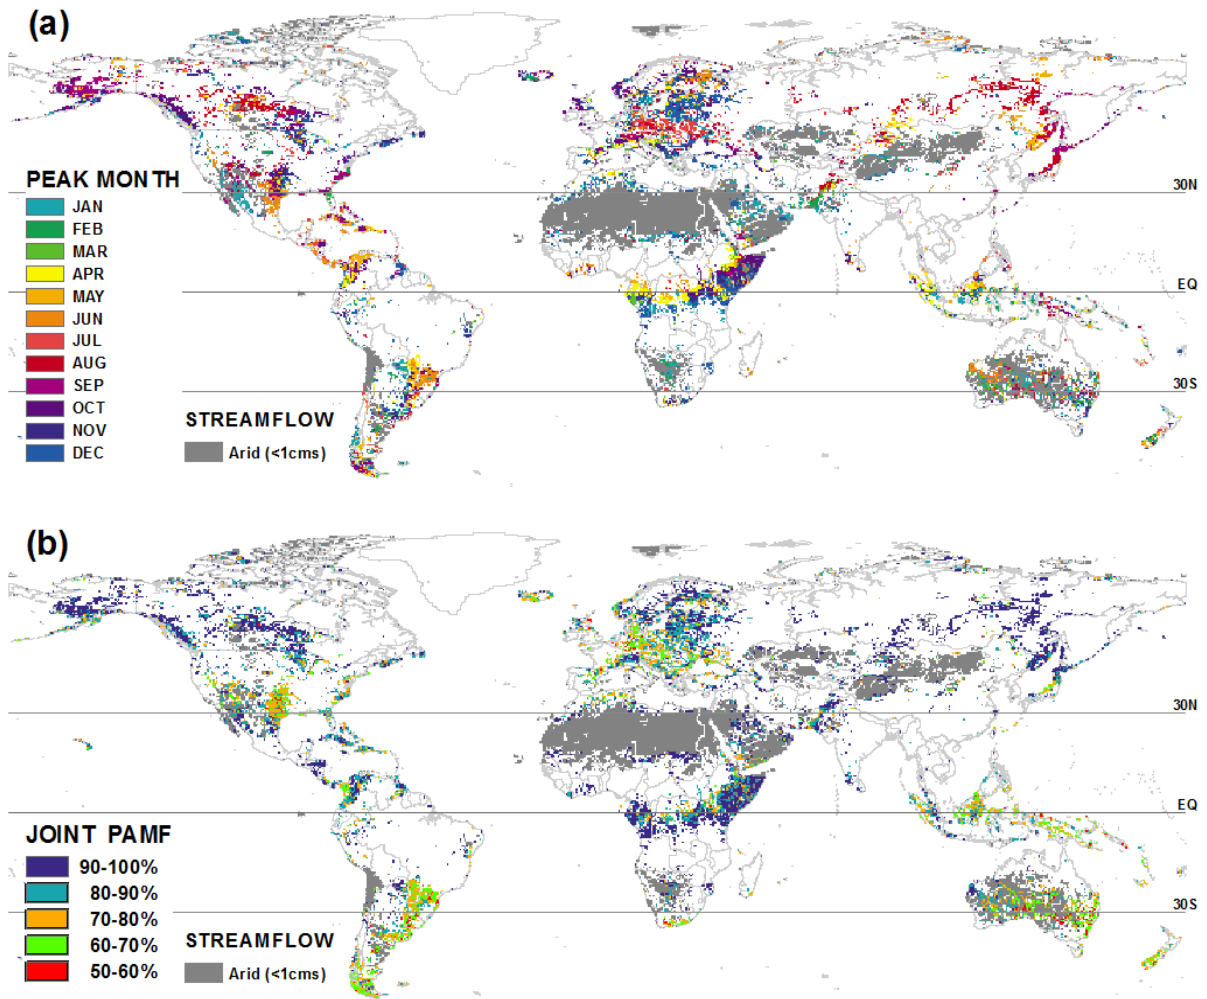 (a)
30N
PEAK MONTH
JAN
FEB
MAR
APR
MAY
JUN
JUL
AUG
SEP
OCT
NOV
DEC
EQ
30S
STREAMFLOW
Arid (<1cms)
(b)
30N
EQ
JOINT PAMF
90-100%
80-90%
70-80%
60-70%
50-60%
30S
STREAMFLOW
Arid (<1cms)